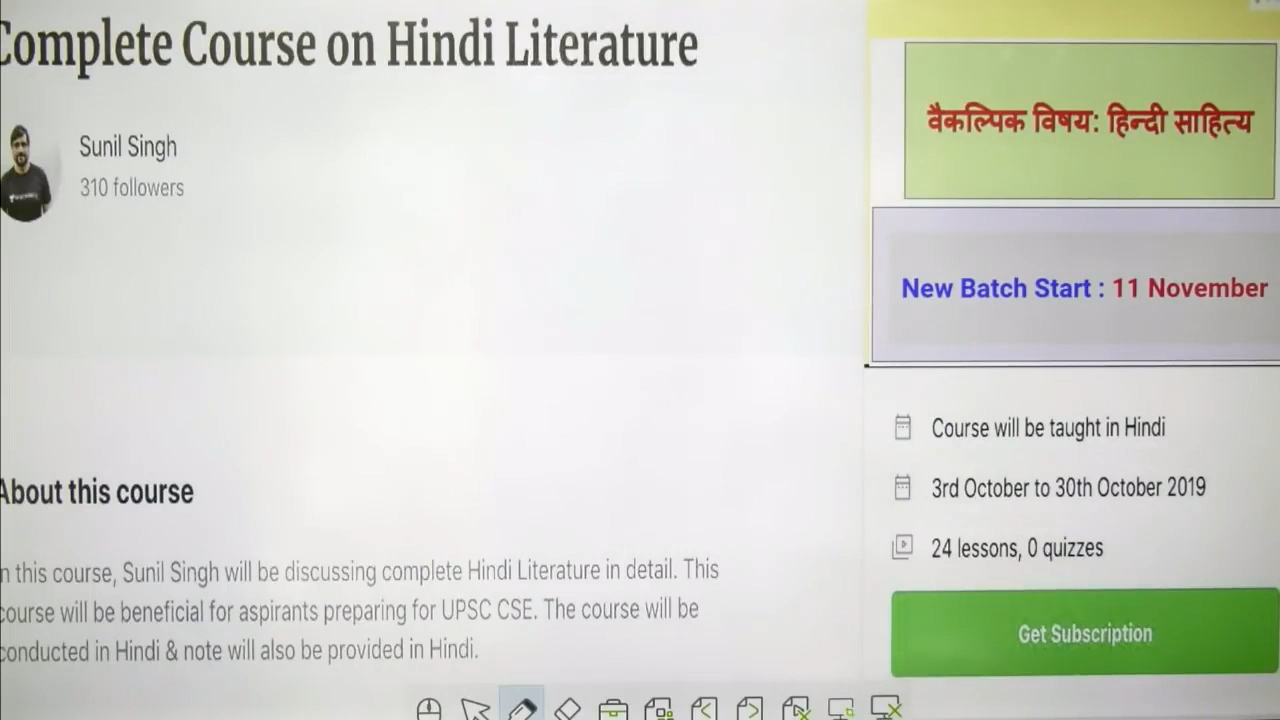 Complete Course on Hindi Literature
Sunil Singh
310 followers
वैकल्पिक विषय: हिन्दी साहित्य
New Batch Start : 11 November
Course will be taught in Hindi
3rd October to 30th October 2019
24 lessons, 0 quizzes
Get Subscription
About this course
In this course, Sunil Singh will be discussing complete Hindi Literature in detail. This
course will be beneficial for aspirants preparing for UPSC CSE. The course will be
conducted in Hindi & note will also be provided in Hindi.